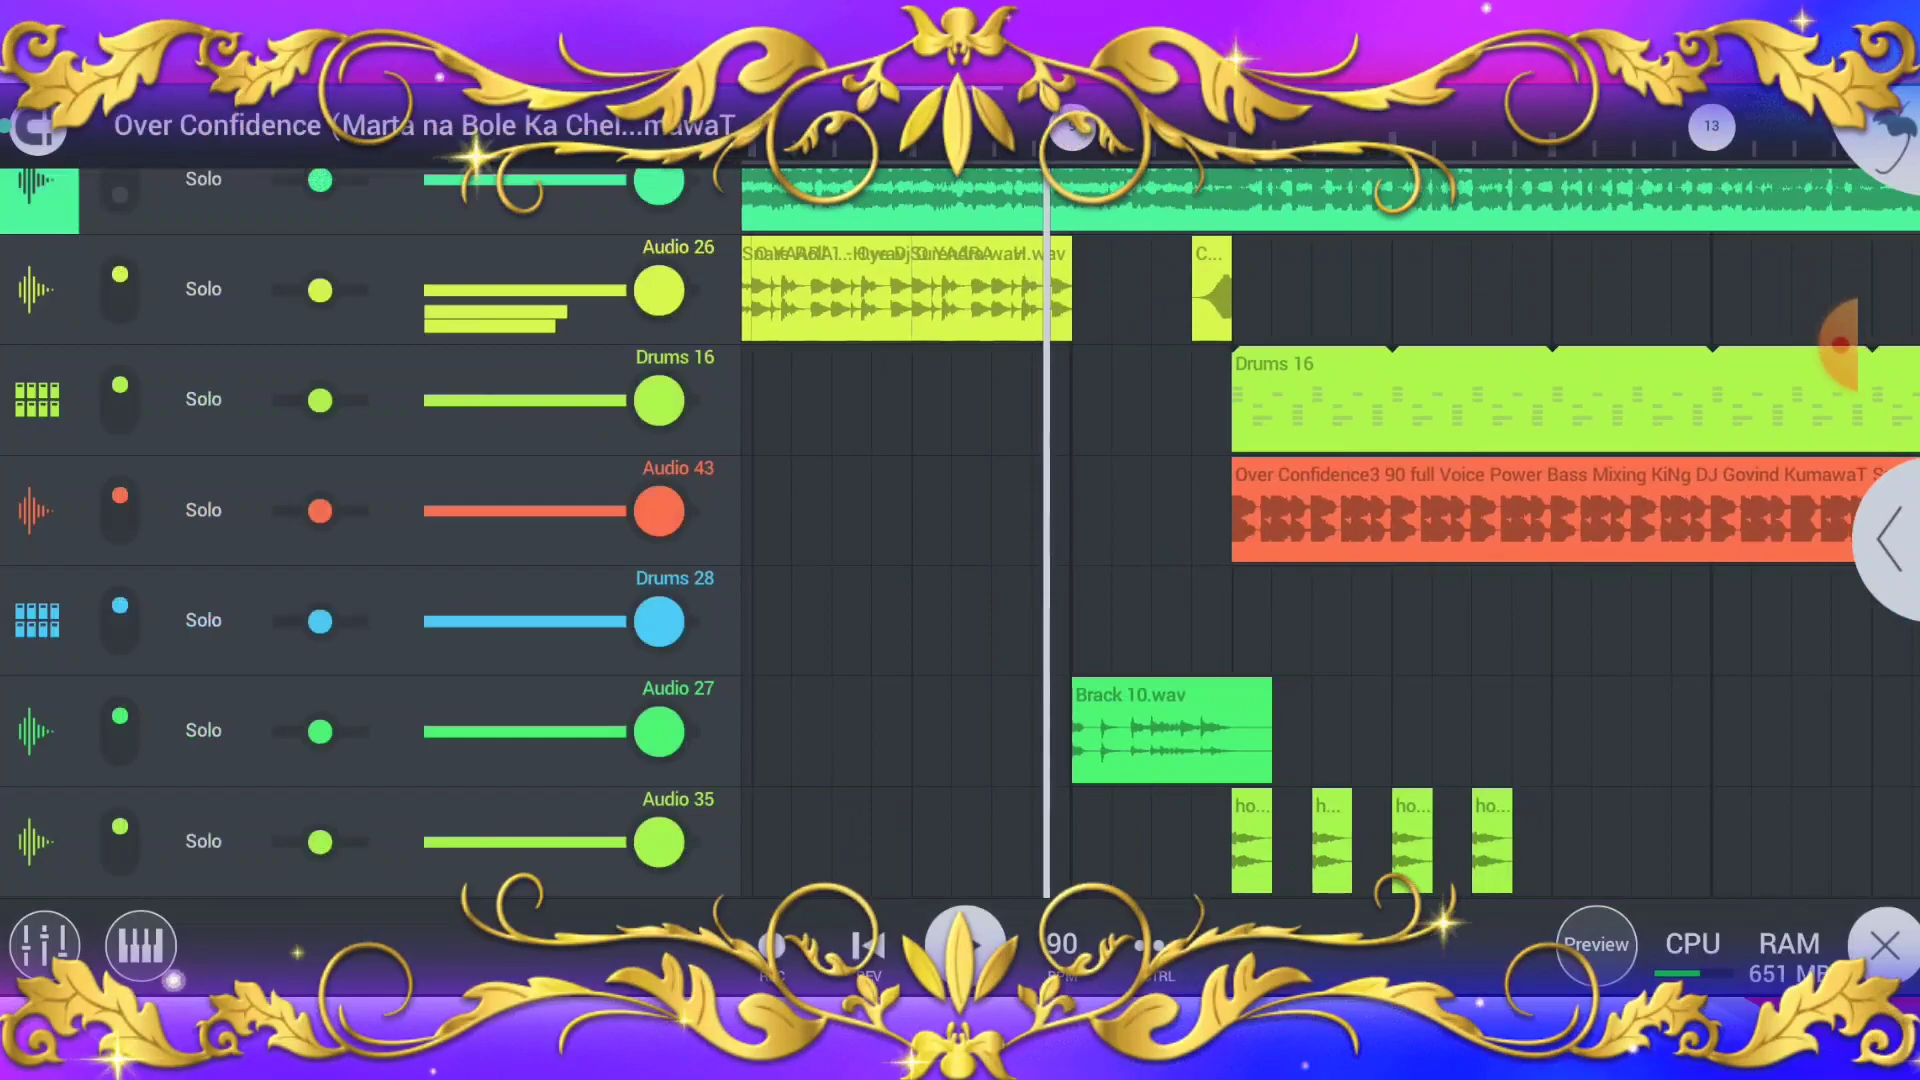 Over Confidence (Marta na Bole Ka Chel...mawaT
13
Solo
Audio 26
Solo
C...
Drums 16
Solo
Drums 16
Audio 43
Solo
Over Confidence3 90 full Voice Power Bass Mixing KiNg DJ Govind KumawaT S
Drums 28
Solo
Audio 27
Solo
Brack 10.wav
Audio 35
Solo
ho... h... ho... ho...
90
Preview CPU RAM
651